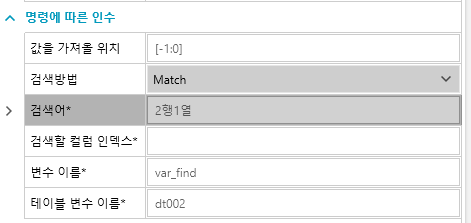 명령에 따른 인수
값을 가져올 위치 [-1:0]
검색방법 Match
검색어* 2행1열
검색할 컬럼 인덱스*
변수 이름* var_find
테이블 변수 이름* dt002